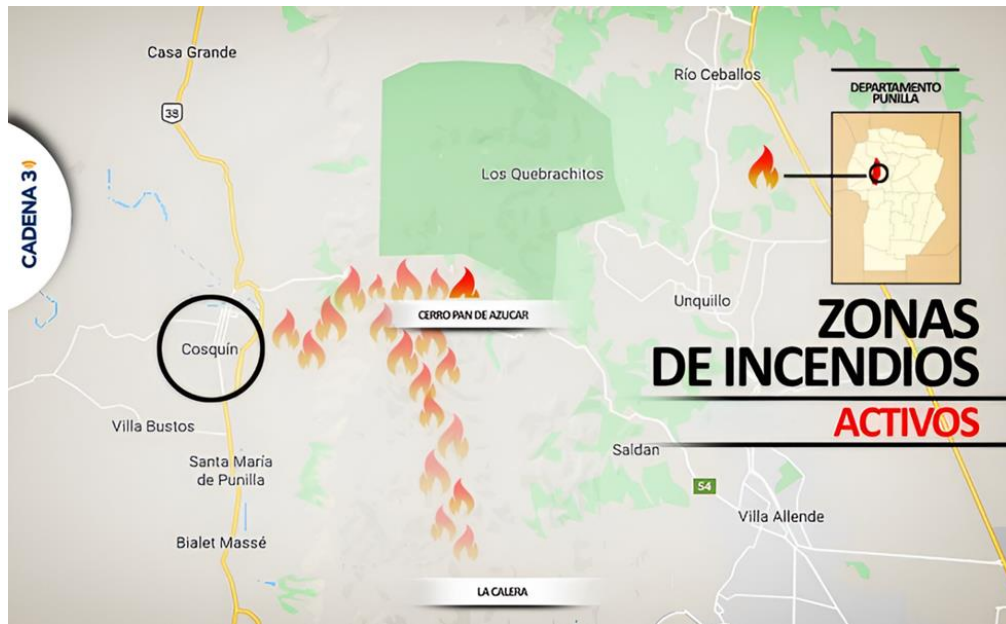 Casa Grande
38
CADENA 3
Río Ceballos
DEPARTAMENTO
PUNILLA
Los Quebrachitos
CERRO PAN DE AZUCAR
Unquillo
ZONAS
DE INCENDIOS
ACTIVOS
Cosquín
Villa Bustos
Santa María
de Punilla
Saldan
S4
Villa Allende
Bialet Massé
LA CALERA